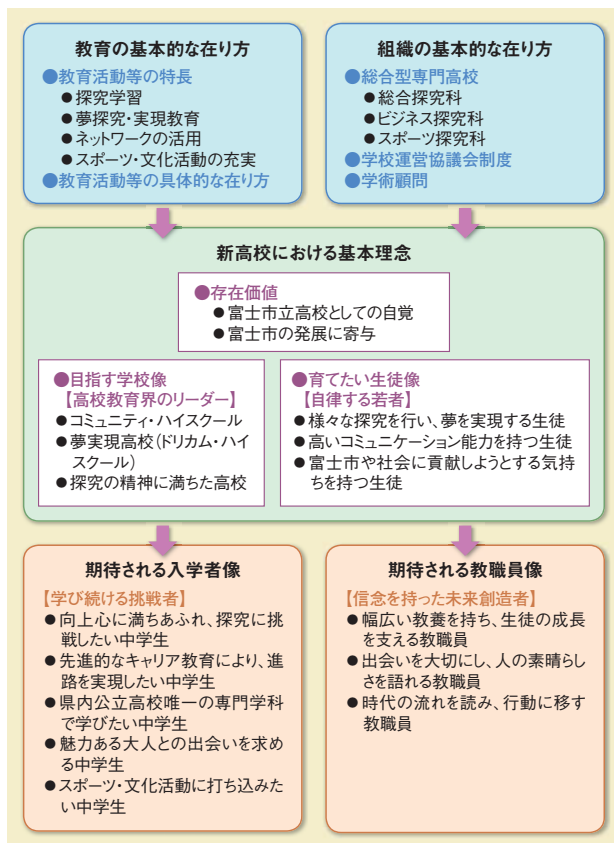 教育の基本的な在り方
●教育活動等の特長
●探究学習
●夢探究・実現教育
●ネットワークの活用
●スポーツ・文化活動の充実
●教育活動等の具体的な在り方
組織の基本的な在り方
●総合型専門高校
●総合探究科
●ビジネス探究科
●スポーツ探究科
●学校運営協議会制度
●学術顧問
新高校における基本理念
●存在価値
●富士市立高校としての自覚
●富士市の発展に寄与
●目指す学校像
【高校教育界のリーダー】
●コミュニティ・ハイスクール
●夢実現高校(ドリカム・ハイ
スクール)
●探究の精神に満ちた高校
●育てたい生徒像
【自律する若者】
●様々な探究を行い、夢を実現する生徒
●高いコミュニケーション能力を持つ生徒
●富士市や社会に貢献しようとする気持
ちを持つ生徒
期待される入学者像
【学び続ける挑戦者】
●向上心に満ちあふれ、探究に挑
戦したい中学生
●先進的なキャリア教育により、進
路を実現したい中学生
●県内公立高校唯一の専門学科
で学びたい中学生
●魅力ある大人との出会いを求め
る中学生
●スポーツ・文化活動に打ち込みた
い中学生
期待される教職員像
【信念を持った未来創造者】
●幅広い教養を持ち、生徒の成長
を支える教職員
●出会いを大切にし、人の素晴らし
さを語れる教職員
●時代の流れを読み、行動に移す
教職員